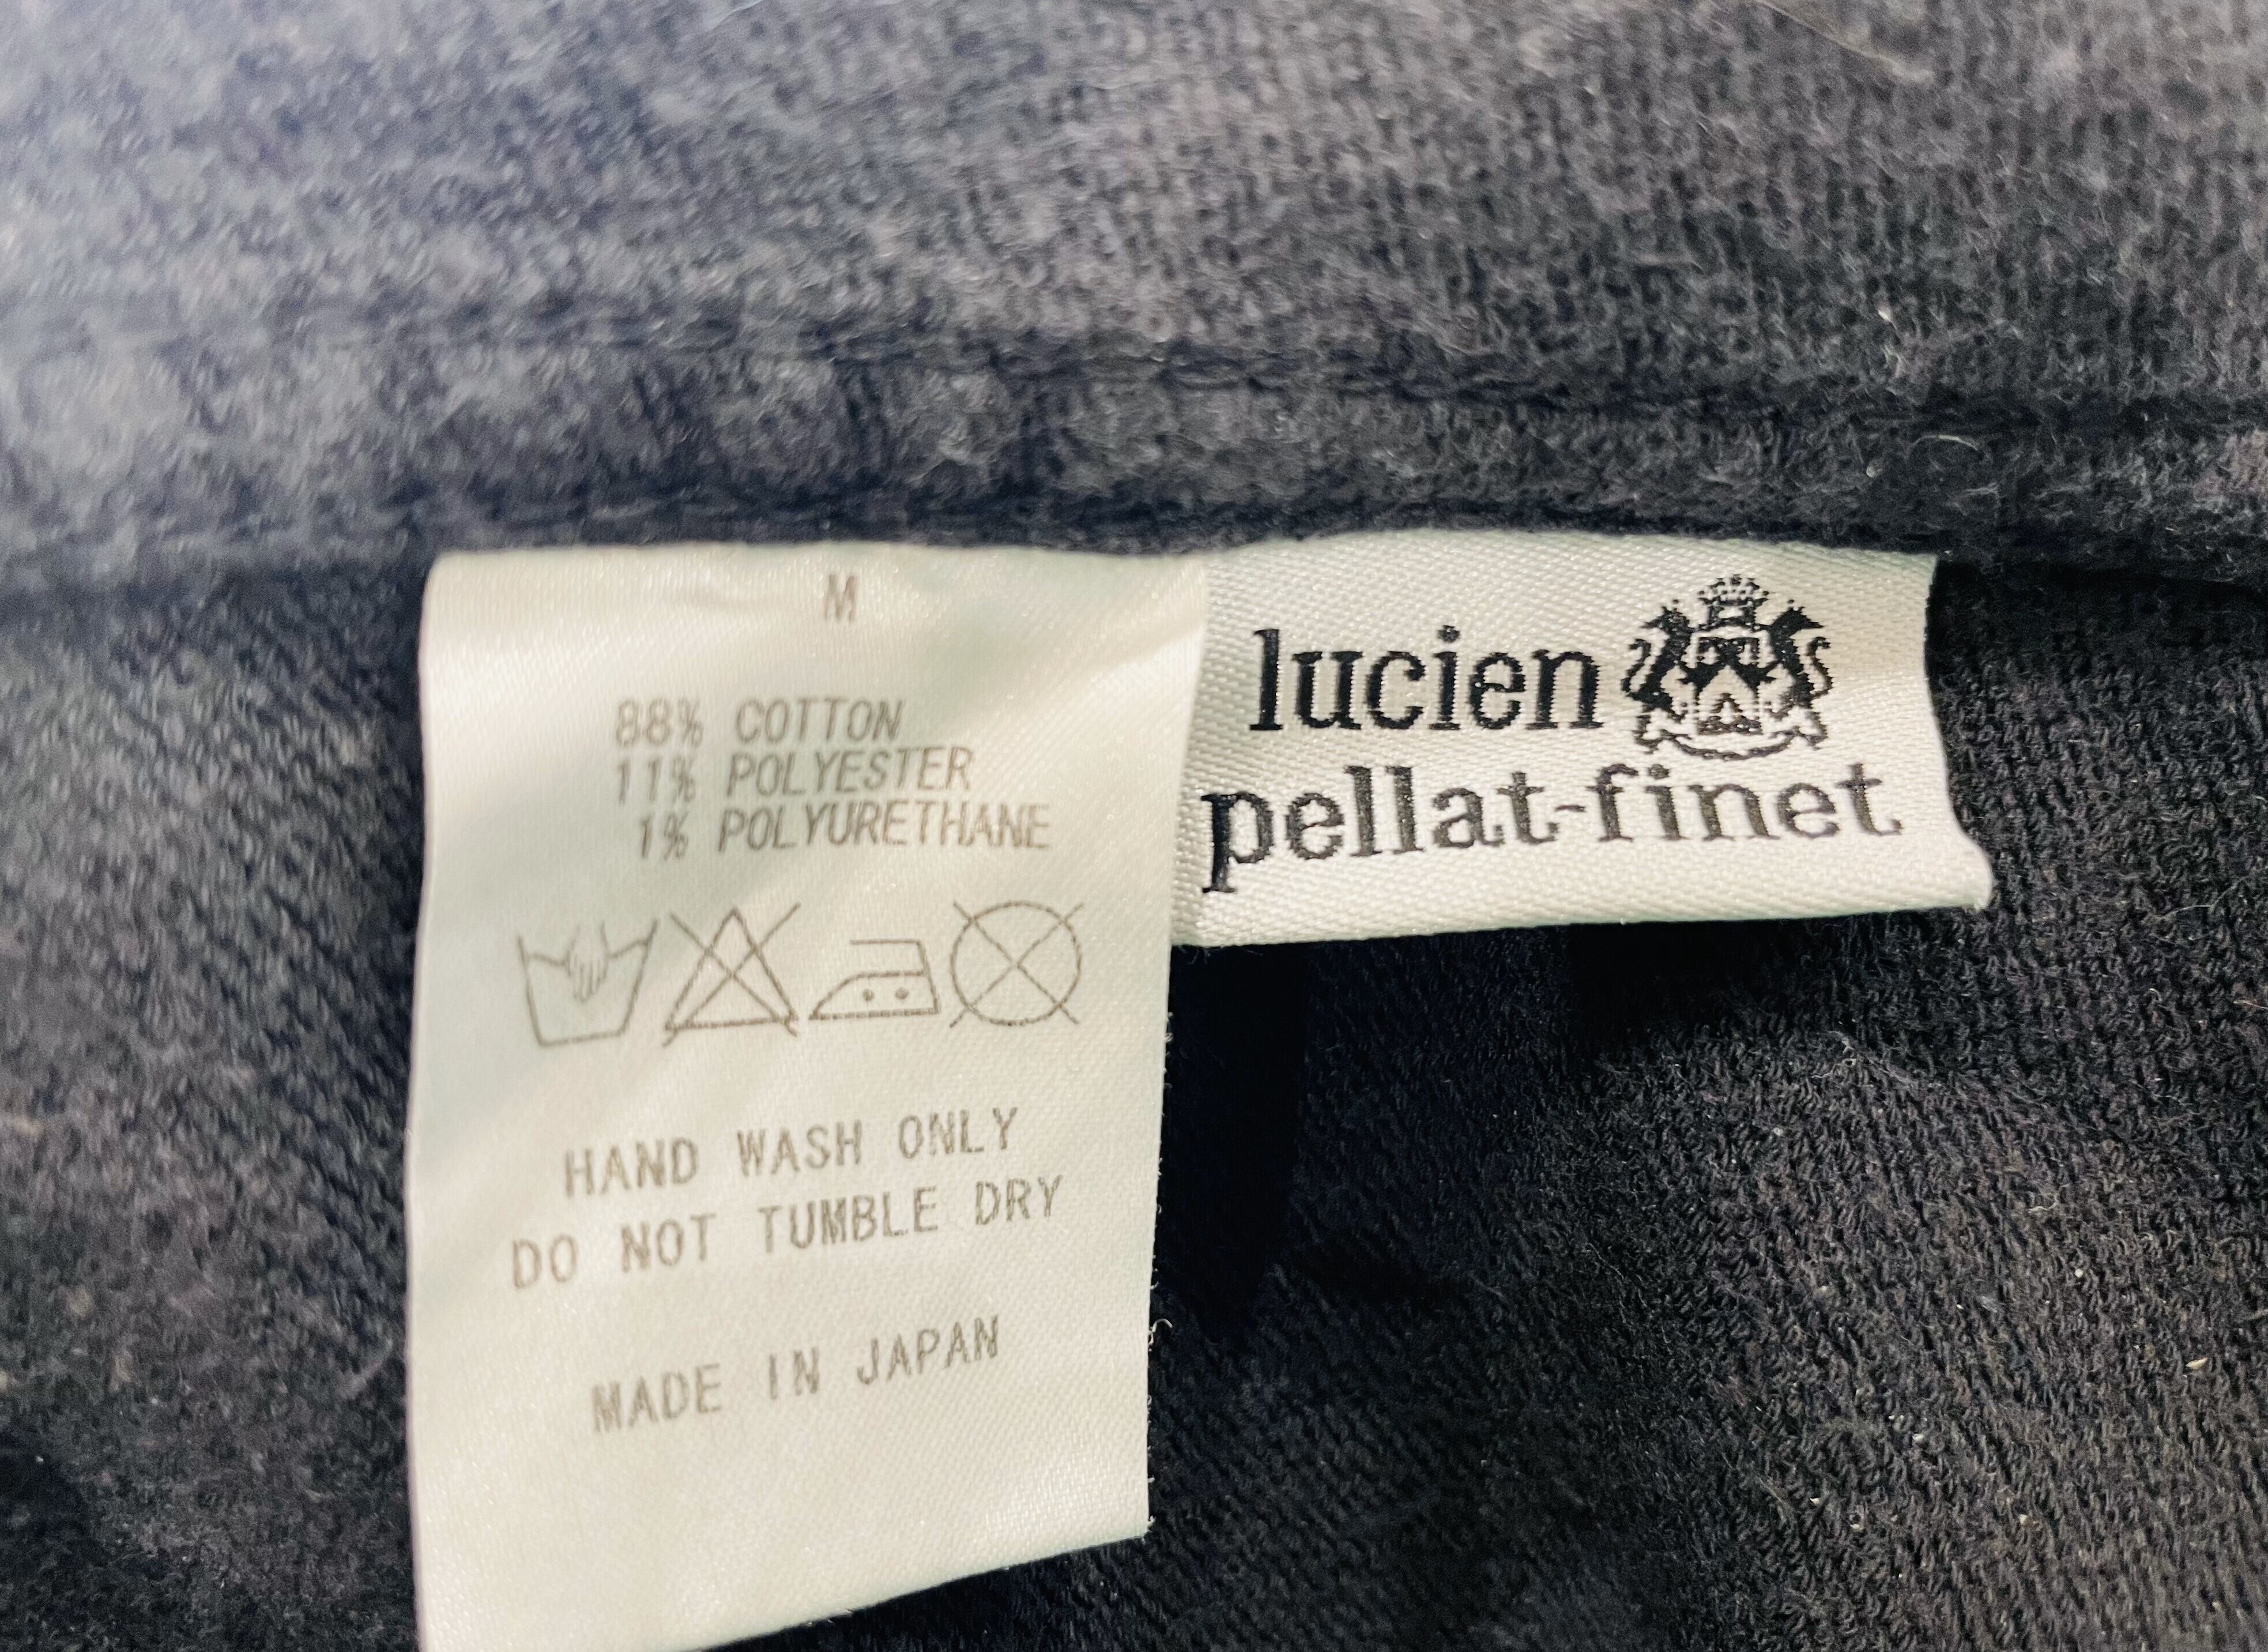 M
88% COTTON
11% POLYESTER
1% POLYURETHANE
HAND WASH ONLY
DO NOT TUMBLE DRY
MADE IN JAPAN
lucien
pellat-finet